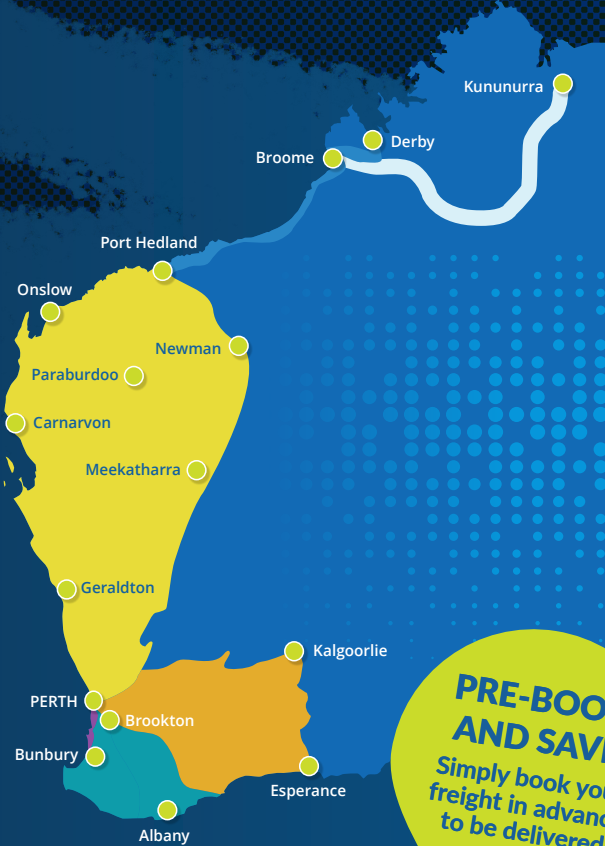 Kununurra
Derby
Broome
Port Hedland
Onslow
Newman
Paraburdoo
Carnarvon
Meekatharra
Geraldton
Kalgoorlie
PERTH
Brookton
Bunbury
Esperance
Albany
PRE-BOO
AND SAV
Simply book you
freight in advanc
to be delivered